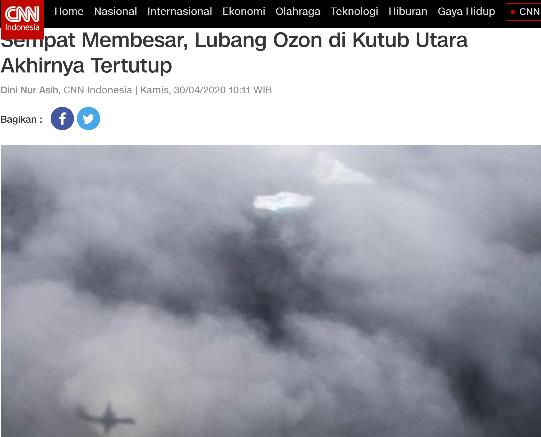 CNN
Indonesia
Home Nasional Internasional Ekonomi Olahraga Teknologi Hiburan Gaya Hidup CNN
Sempat Membesar, Lubang Ozon di Kutub Utara
Akhirnya Tertutup
Dini Nur Asih, CNN Indonesia | Kamis, 30/04/2020 10:11 WIB
Bagikan :